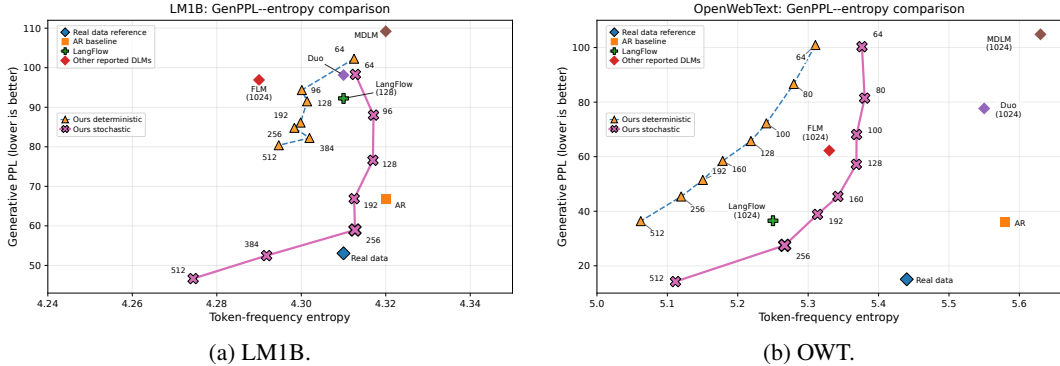 LM1B: GenPPL--entropy comparison
Generative PPL (lower is better)
110
100
90
80
70
60
50
4.24
4.26
4.28
4.30
4.32
4.34
Token-frequency entropy
Real data reference
AR baseline
LangFlow
Other reported DLMs
Ours deterministic
Ours stochastic
MDLM
64
Duo
64
FLM
(1024)
96
128
LangFlow
(128)
96
192
256
384
512
128
192
AR
256
Real data
384
512
(a) LM1B.
OpenWebText: GenPPL--entropy comparison
Generative PPL (lower is better)
100
80
60
40
20
5.0
5.1
5.2
5.3
5.4
5.5
5.6
Token-frequency entropy
Real data reference
AR baseline
LangFlow
Other reported DLMs
Ours deterministic
Ours stochastic
64
64
MDLM
(1024)
80
80
Duo
(1024)
100
100
FLM
(1024)
128
128
192
160
160
256
LangFlow
(1024)
192
512
AR
256
512
Real data
(b) OWT.